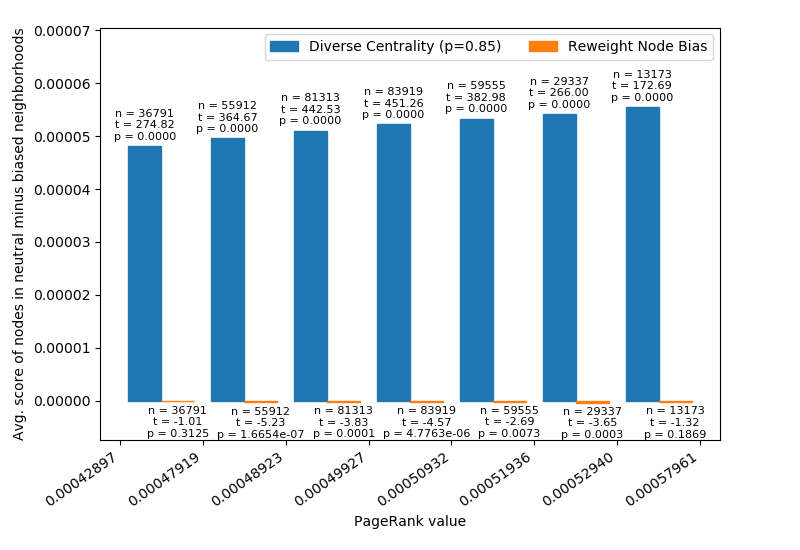 0.00007
0.00006
0.00005
0.00004
0.00003
0.00002
0.00001
0.00000
Avg. score of nodes in neutral minus biased neighborhoods
Diverse Centrality (p=0.85)
Reweight Node Bias
n = 36791
t = 274.82
p = 0.0000
n = 55912
t = 364.67
p = 0.0000
n = 81313
t = 442.53
p = 0.0000
n = 83919
t = 451.26
p = 0.0000
n = 59555
t = 382.98
p = 0.0000
n = 29337
t = 266.00
p = 0.0000
n = 13173
t = 172.69
p = 0.0000
n = 36791
t = -1.01
p = 0.3125
n = 55912
t = -5.23
p = 1.6654e-07
n = 81313
t = -3.83
p = 0.0001
n = 83919
t = -4.57
p = 4.7763e-06
n = 59555
t = -2.69
p = 0.0073
n = 29337
t = -3.65
p = 0.0003
n = 13173
t = -1.32
p = 0.1869
0.00042897
0.00047919
0.00048923
0.00049927
0.00050932
0.00051936
0.00052940
0.00057961
PageRank value